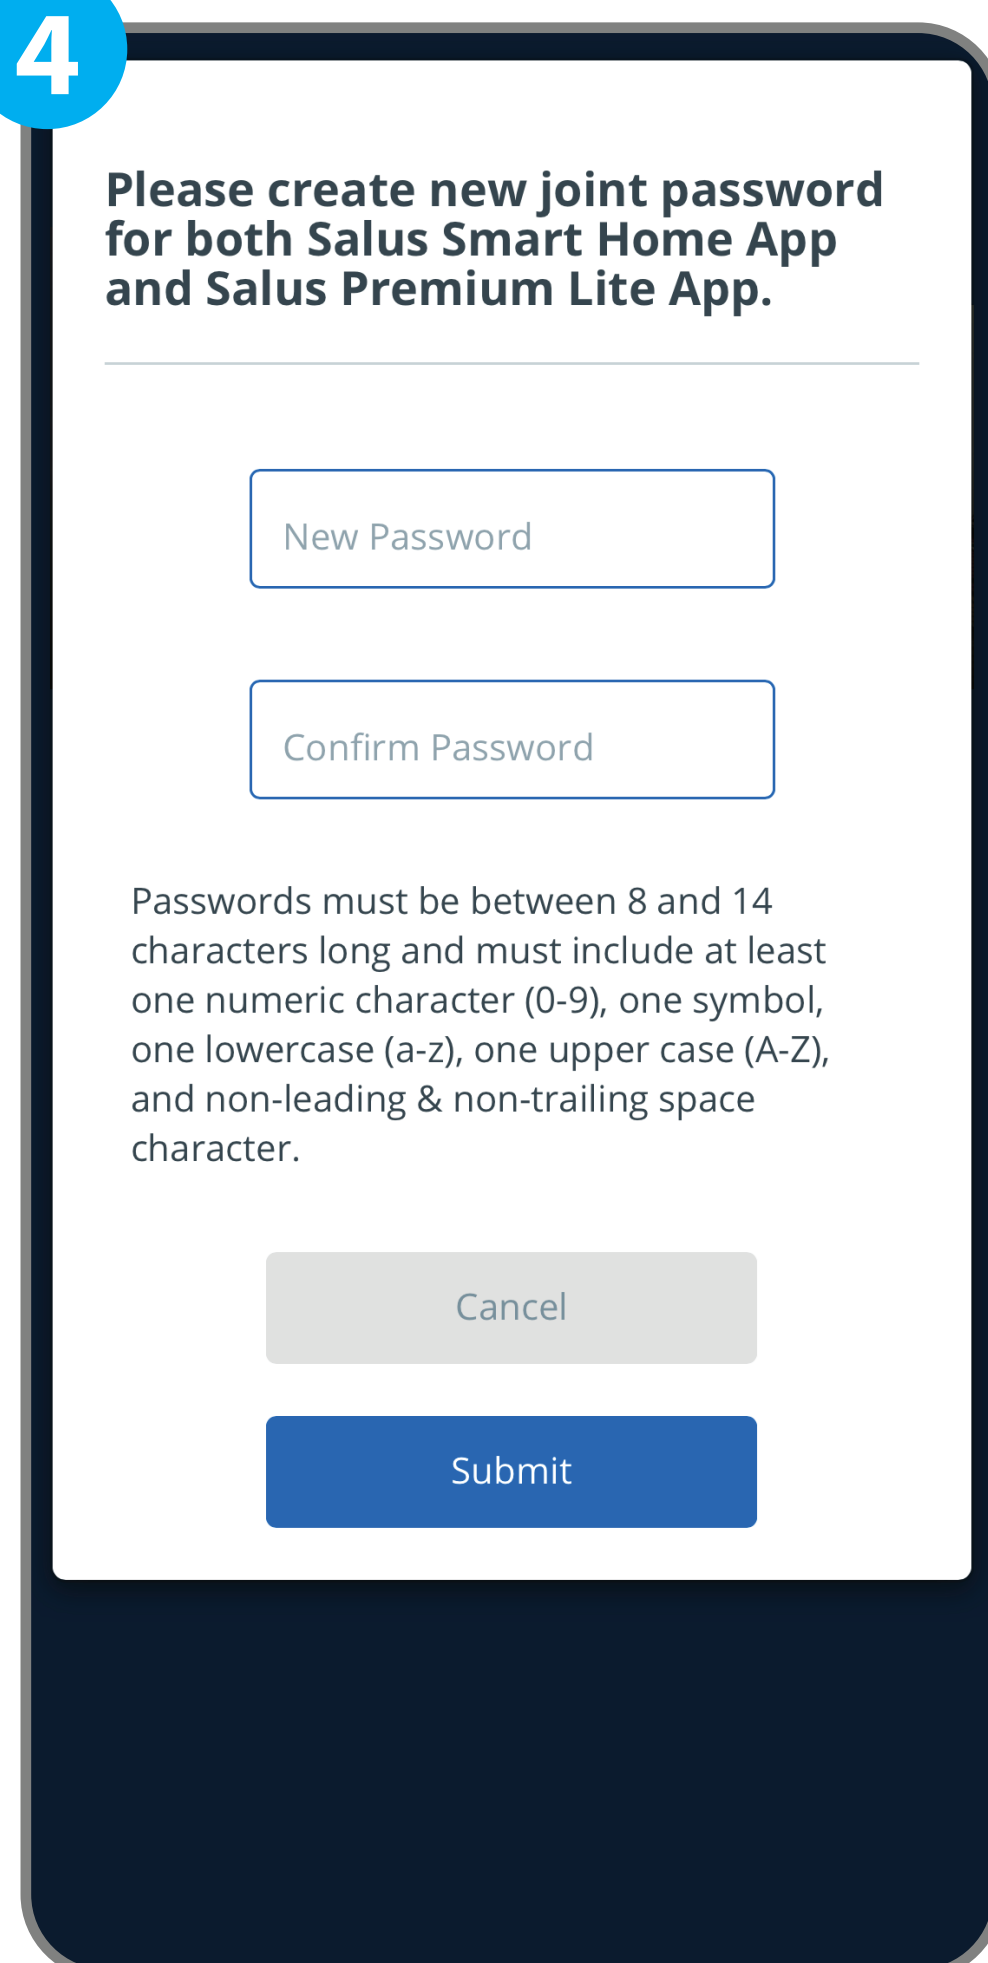 4
Please create new joint password
for both Salus Smart Home App
and Salus Premium Lite App.
New Password
Confirm Password
Passwords must be between 8 and 14
characters long and must include at least
one numeric character (0-9), one symbol,
one lowercase (a-z), one upper case (A-Z),
and non-leading & non-trailing space
character.
Cancel
Submit